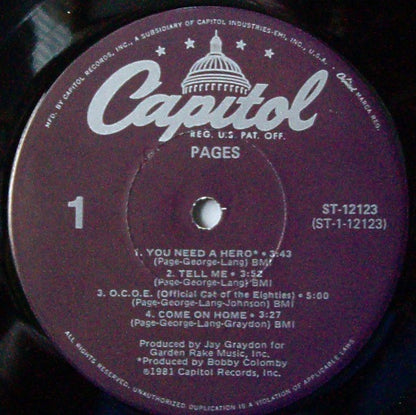 MFD. BY CAPITOL RECORDS, INC., A SUBSIDIARY OF CAPITOL INDUSTRIES-EMI, INC., U.S.A.
Capitol MARCA REG.
Capitol
REG. U.S. PAT. OFF.
PAGES
1
ST-12123
(ST-1-12123)
1. YOU NEED A HERO* • 3:43
(Page-George-Lang) BMI
2. TELL ME • 3:52
(Page-George-Lang) BMI
3. O.C.O.E. (Official Cat of the Eighties) • 5:00
(Page-George-Lang-Johnson) BMI
4. COME ON HOME • 3:27
(Page-George-Lang-Graydon) BMI
Produced by Jay Graydon for
Garden Rake Music, Inc.
*Produced by Bobby Colomby
©1981 Capitol Records, Inc.
ALL RIGHTS RESERVED. UNAUTHORIZED DUPLICATION IS A VIOLATION OF APPLICABLE LAWS.